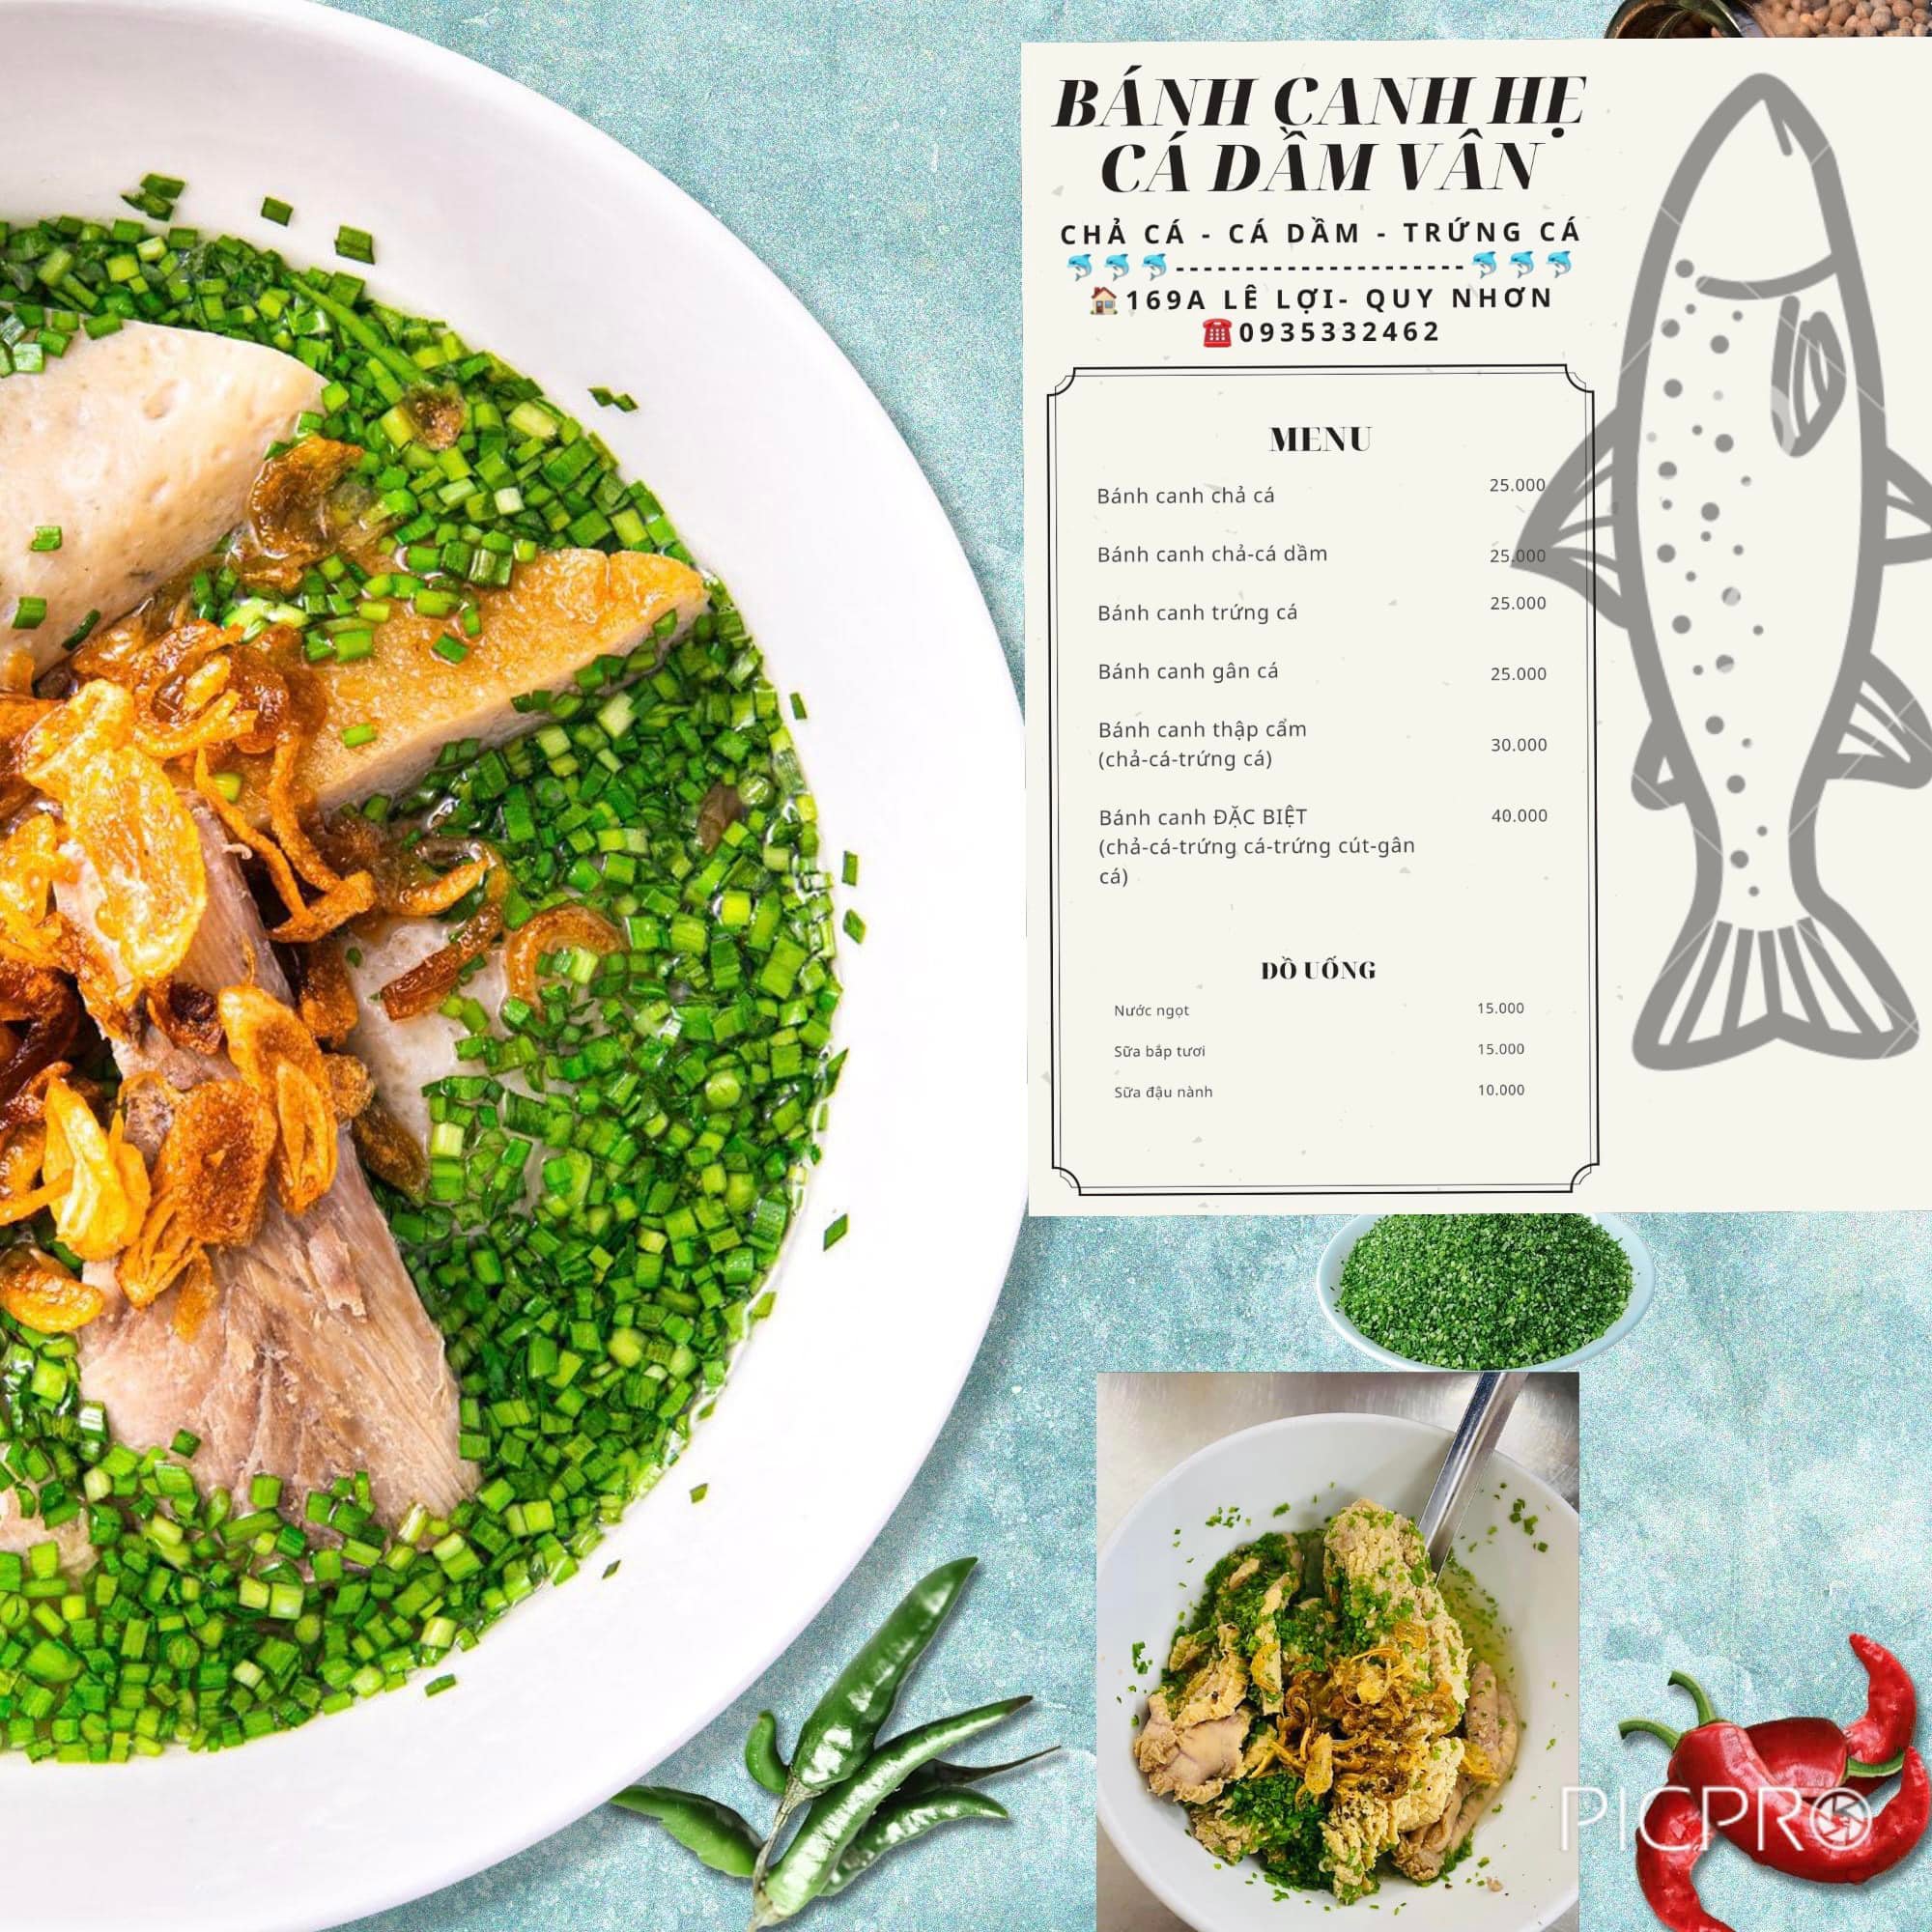 BÁNH CANH HẸ
CÁ DẦM VÂN
CHẢ CÁ - CÁ DẦM - TRỨNG CÁ
🐬🐬🐬---------------------🐬🐬🐬
🏠169A LÊ LỢI- QUY NHƠN
☎️0935332462
MENU
Bánh canh chả cá 25.000
Bánh canh chả-cá dầm 25.000
Bánh canh trứng cá 25.000
Bánh canh gân cá 25.000
Bánh canh thập cẩm
(chả-cá-trứng cá) 30.000
Bánh canh ĐẶC BIỆT 40.000
(chả-cá-trứng cá-trứng cút-gân
cá)
ĐỒ UỐNG
Nước ngọt 15.000
Sữa bắp tươi 15.000
Sữa đậu nành 10.000
PICPRO